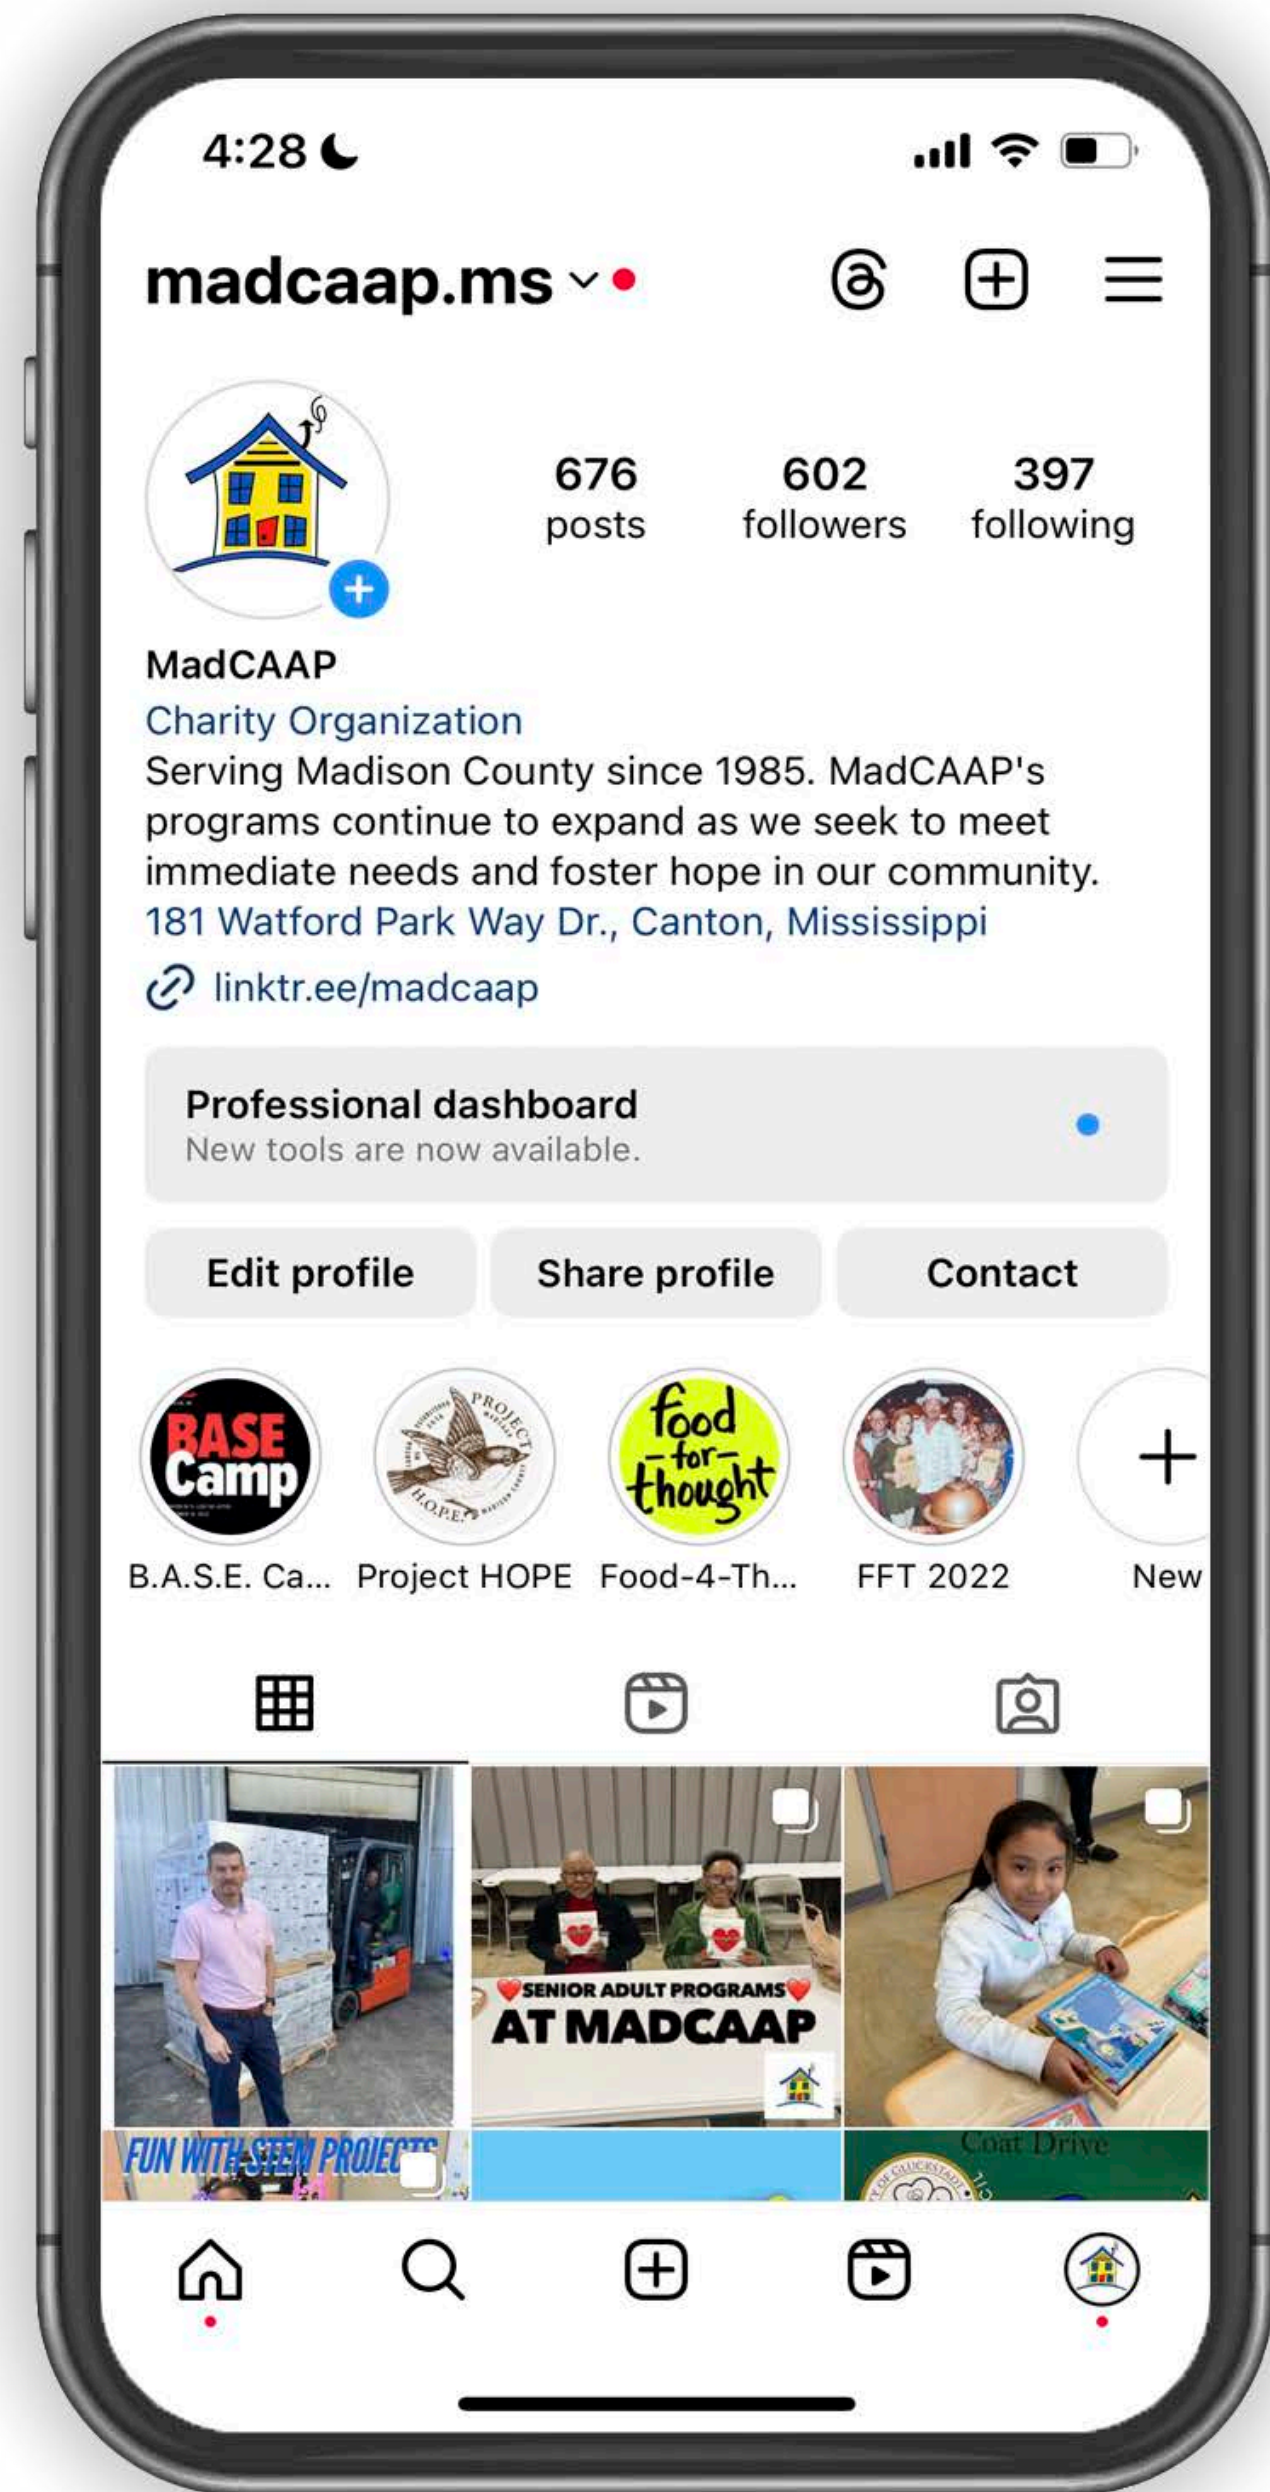 4:28
madcaap.ms
676
posts
602
followers
397
following
MadCAAP
Charity Organization
Serving Madison County since 1985. MadCAAP's
programs continue to expand as we seek to meet
immediate needs and foster hope in our community.
181 Watford Park Way Dr., Canton, Mississippi
linktr.ee/madcaap
Professional dashboard
New tools are now available.
Edit profile
Share profile
Contact
BASE
Camp
PROJECT
H.O.P.E.
food
-for-
thought
B.A.S.E. Ca...
Project HOPE
Food-4-Th...
FFT 2022
New
SENIOR ADULT PROGRAMS
AT MADCAAP
FUN WITH STEM PROJECTS
Coat Drive
OF GLUCKSTADT